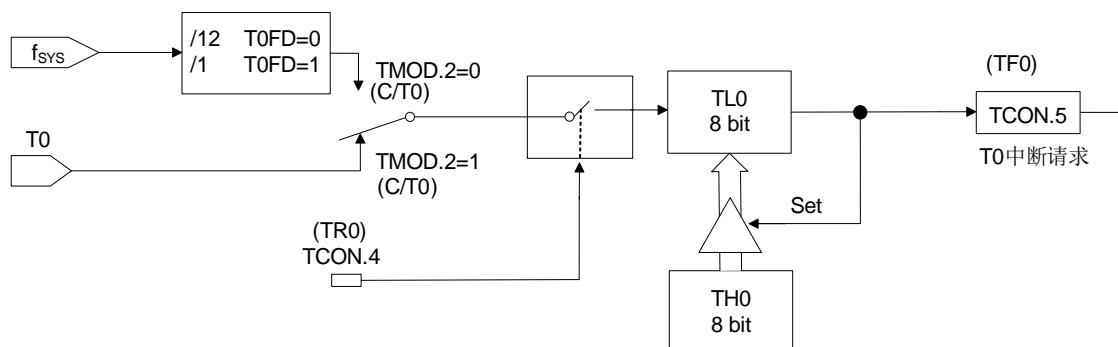 fSYS
/12 T0FD=0
/1 T0FD=1
TMOD.2=0
(C/T0)
T0
TMOD.2=1
(C/T0)
(TR0)
TCON.4
TL0
8 bit
Set
TH0
8 bit
(TF0)
TCON.5
T0中断请求